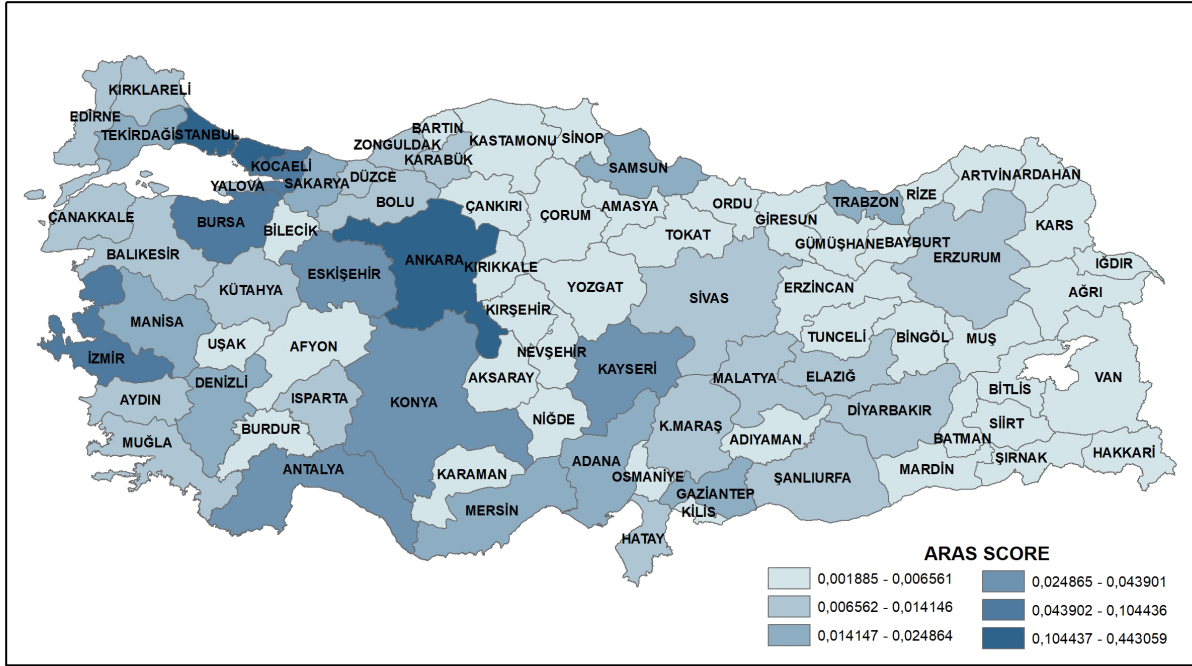 KIRKLARELİ
EDİRNE
TEKİRDAĞ
İSTANBUL
KOCAELİ
YALOVA
SAKARYA
DÜZCE
ZONGULDAK
BARTIN
KARABÜK
KASTAMONU
SİNOP
SAMSUN
BOLU
ÇANKIRI
ÇORUM
AMASYA
ORDU
TOKAT
GİRESUN
TRABZON
RİZE
ARTVİN
ARDAHAN
GÜMÜŞHANE
BAYBURT
KARS
IĞDIR
ERZURUM
AĞRI
ÇANAKKALE
BALIKESİR
BURSA
BİLECİK
ESKİŞEHİR
ANKARA
KIRIKKALE
KÜTAHYA
YOZGAT
SİVAS
ERZİNCAN
KIRŞEHİR
MANİSA
UŞAK
AFYON
NEVŞEHİR
TUNCELİ
BİNGÖL
MUŞ
İZMİR
AKSARAY
KAYSERİ
MALATYA
ELAZIĞ
BİTLİS
VAN
DENİZLİ
ISPARTA
KONYA
AYDIN
NİĞDE
DİYARBAKIR
SİİRT
BURDUR
K.MARAŞ
ADIYAMAN
BATMAN
MUĞLA
HAKKARİ
ŞIRNAK
MARDİN
ANTALYA
KARAMAN
ADANA
OSMANİYE
ŞANLIURFA
GAZİANTEP
KİLİS
MERSİN
HATAY
ARAS SCORE
0,001885 - 0,006561
0,006562 - 0,014146
0,014147 - 0,024864
0,024865 - 0,043901
0,043902 - 0,104436
0,104437 - 0,443059